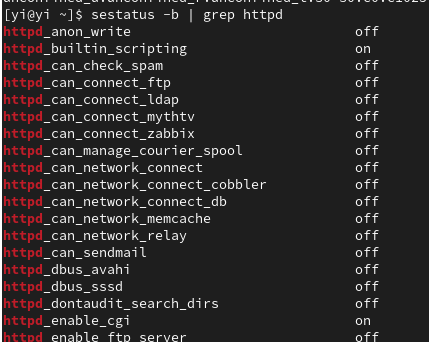 [yi@yi ~]$ sestatus -b | grep httpd
httpd_anon_write off
httpd_builtin_scripting on
httpd_can_check_spam off
httpd_can_connect_ftp off
httpd_can_connect_ldap off
httpd_can_connect_mythtv off
httpd_can_connect_zabbix off
httpd_can_manage_courier_spool off
httpd_can_network_connect off
httpd_can_network_connect_cobbler off
httpd_can_network_connect_db off
httpd_can_network_memcache off
httpd_can_network_relay off
httpd_can_sendmail off
httpd_dbus_avahi off
httpd_dbus_sssd off
httpd_dontaudit_search_dirs off
httpd_enable_cgi on
httpd_enable_ftp_server off